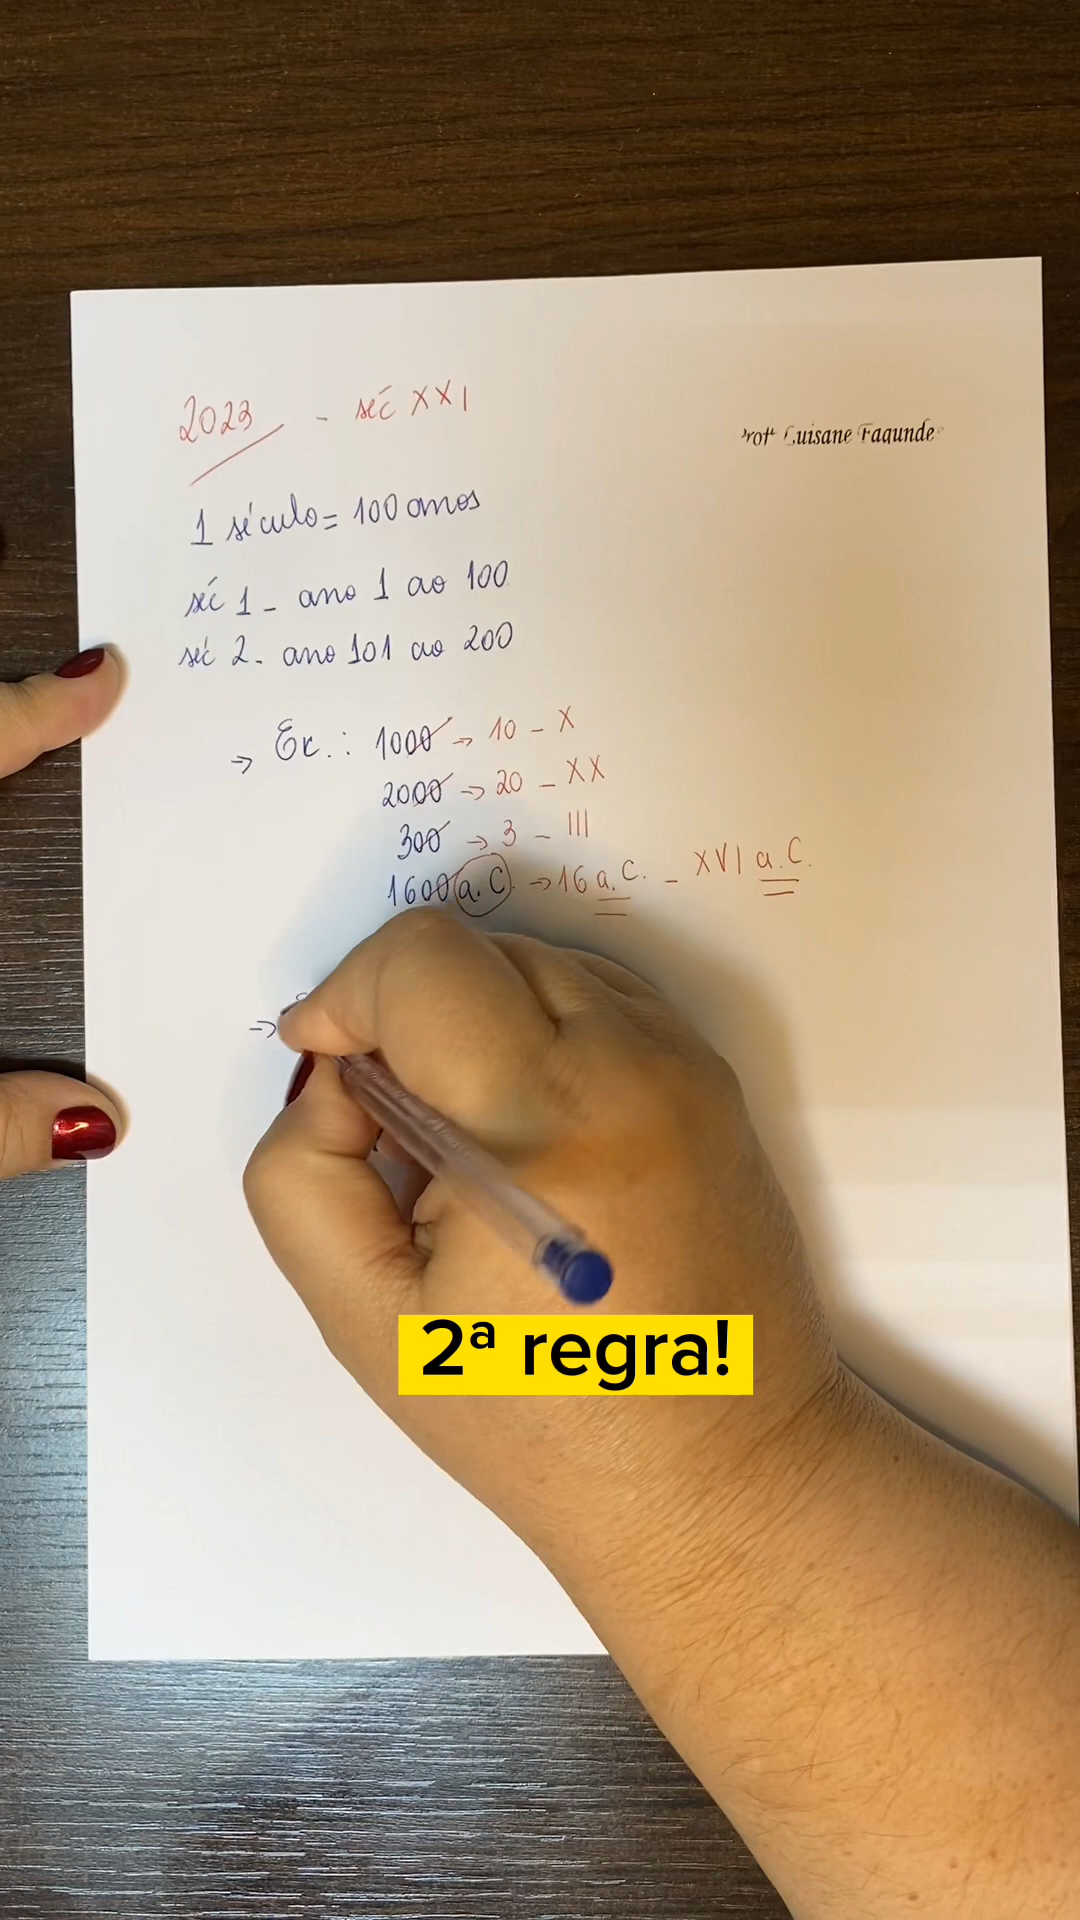 2023 - séc XXI
Luisane Fagunde
1 século = 100 anos
séc 1 - ano 1 ao 100
séc 2 - ano 101 ao 200
→ Ex.: 1000 → 10 - X
2000 → 20 - XX
300 → 3 - III
1600 a.C. → 16 a.C. - XVI a.C.
→
2ª regra!